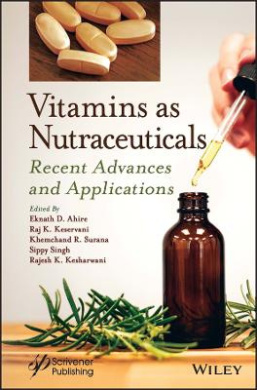 Vitamins as
Nutraceuticals
Recent Advances
and Applications
Edited By
Eknath D. Ahire
Raj K. Keservani
Khemchand R. Surana
Sippy Singh
Rajesh K. Kesharwani
Scrivener
Publishing
WILEY